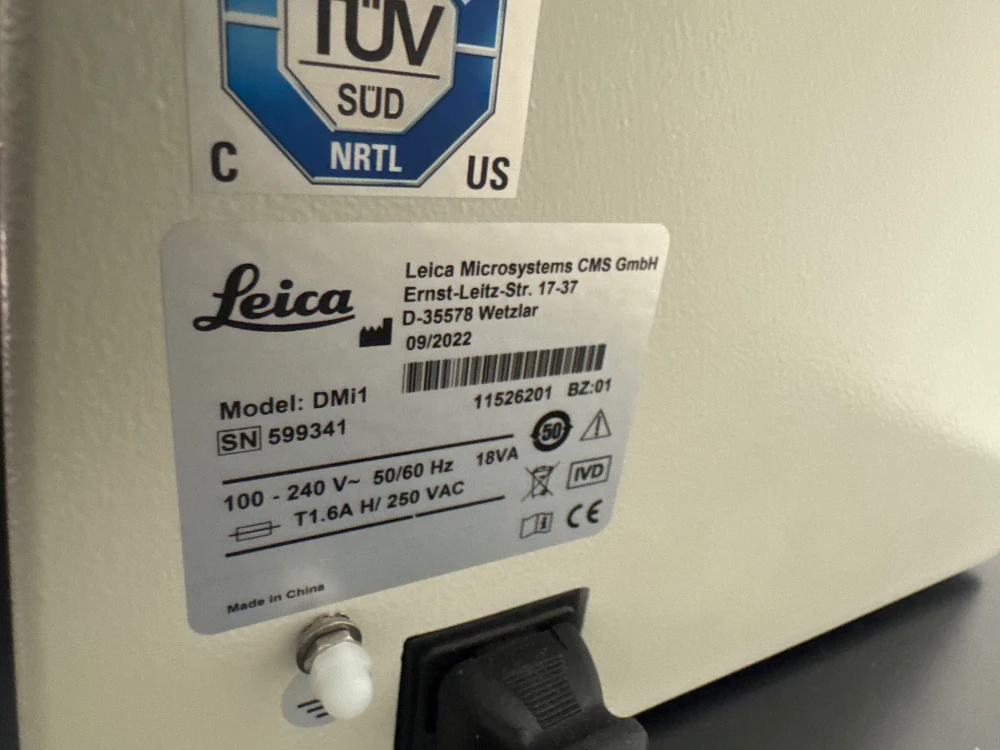 TÜV
SÜD
NRTL
C US
Leica
Leica Microsystems CMS GmbH
Ernst-Leitz-Str. 17-37
D-35578 Wetzlar
09/2022
Model: DMi1
11526201 BZ:01
SN 599341
50
100 - 240 V~ 50/60 Hz 18VA
IVD
T1.6A H/ 250 VAC
CE
Made in China